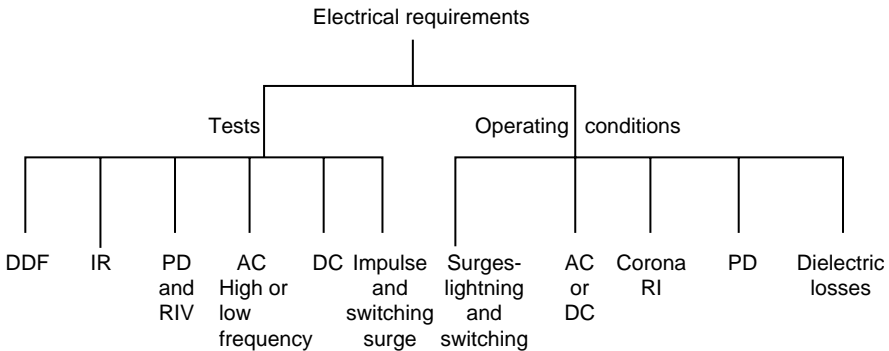 Electrical requirements
Tests
Operating conditions
DDF
IR
PD
and
RIV
AC
High or
low
frequency
DC
Impulse
and
switching
surge
Surges-
lightning
and
switching
AC
or
DC
Corona
RI
PD
Dielectric
losses